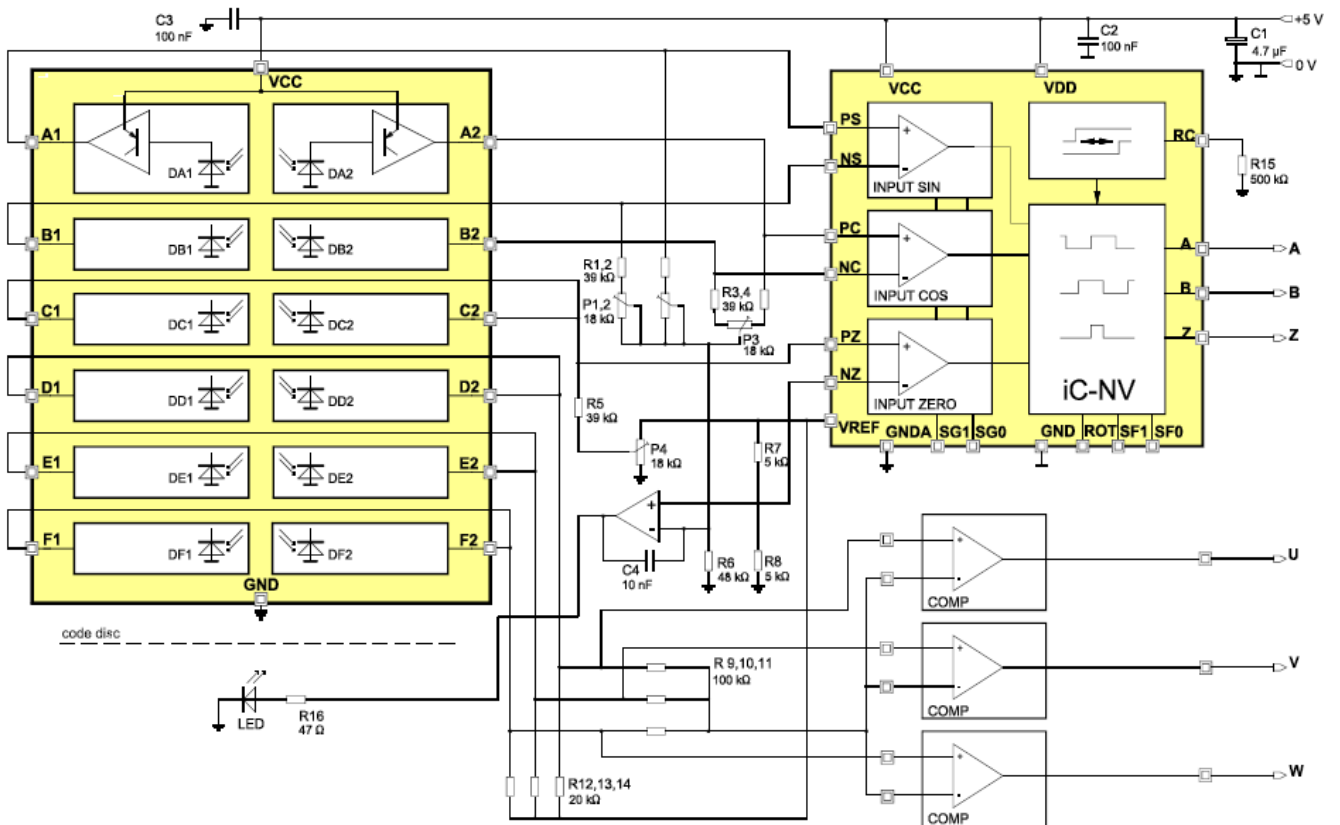 C3
100 nF
+5 V
C2
100 nF
C1
4.7 µF
0 V
VCC
A1
A2
DA1
DA2
B1
B2
DB1
DB2
C1
C2
DC1
DC2
D1
D2
DD1
DD2
E1
E2
DE1
DE2
F1
F2
DF1
DF2
GND
code disc
LED
R16
47 Ω
R1,2
39 kΩ
P1,2
18 kΩ
R3,4
39 kΩ
P3
18 kΩ
R5
39 kΩ
P4
18 kΩ
R7
5 kΩ
+
-
C4
10 nF
R6
48 kΩ
R8
5 kΩ
R 9,10,11
100 kΩ
R12,13,14
20 kΩ
VCC
VDD
PS
+
NS
-
INPUT SIN
PC
+
NC
-
INPUT COS
PZ
+
NZ
-
INPUT ZERO
VREF
GNDA
SG1
SG0
RC
R15
500 kΩ
A
A
B
B
Z
Z
iC-NV
GND
ROT
SF1
SF0
+
-
COMP
U
+
-
COMP
V
+
-
COMP
W